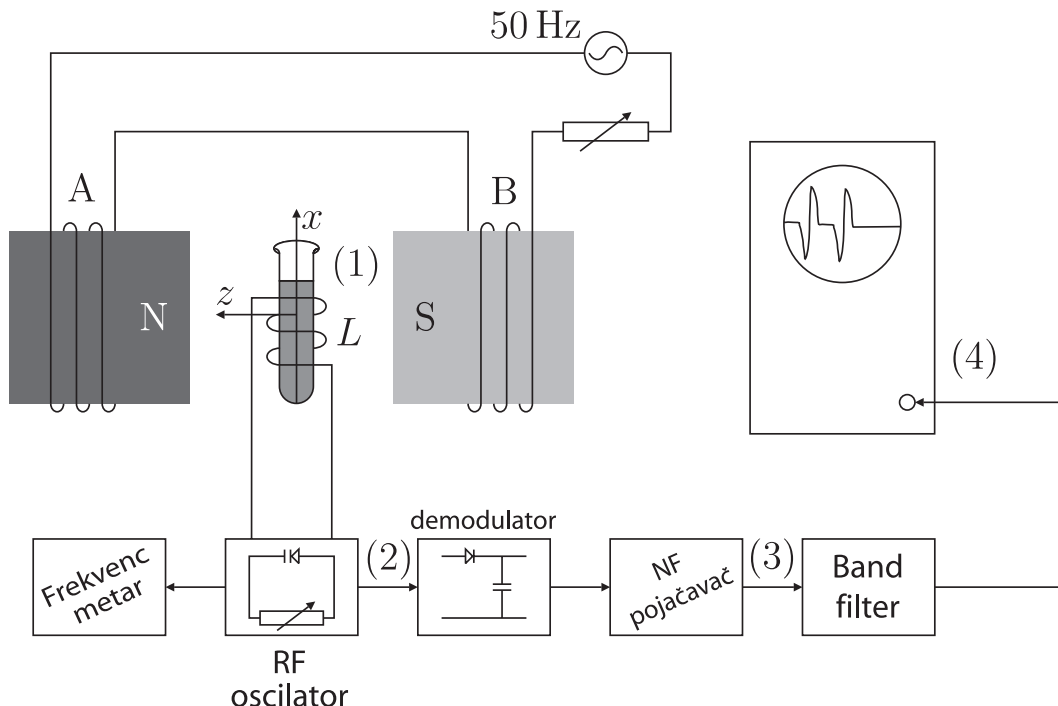 50 Hz
A
B
x
(1)
z
N
L
S
(4)
demodulator
Frekvenc
metar
(2)
NF
pojačavač
(3)
Band
filter
RF
oscilator